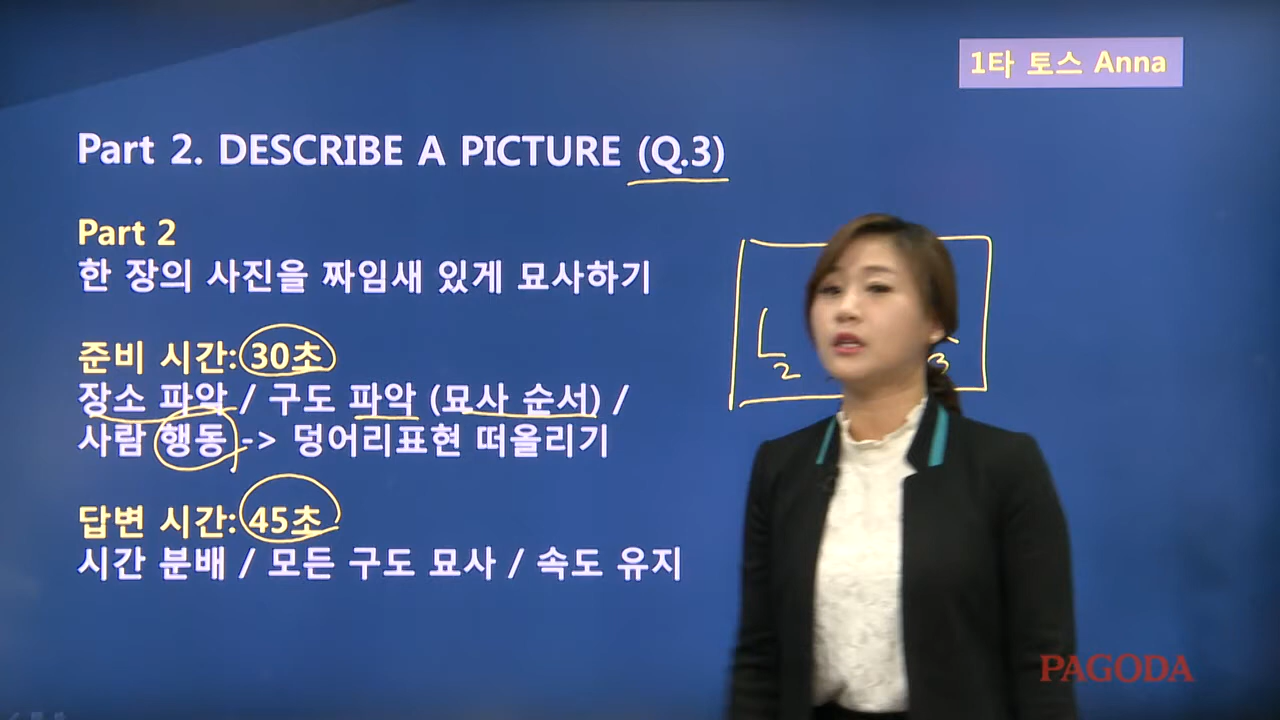 1타 토스 Anna
Part 2. DESCRIBE A PICTURE (Q.3)
Part 2
한 장의 사진을 짜임새 있게 묘사하기
준비 시간: 30초
장소 파악 / 구도 파악 (묘사 순서) /
사람 행동 -> 덩어리표현 떠올리기
답변 시간: 45초
시간 분배 / 모든 구도 묘사 / 속도 유지
2
3
PAGODA